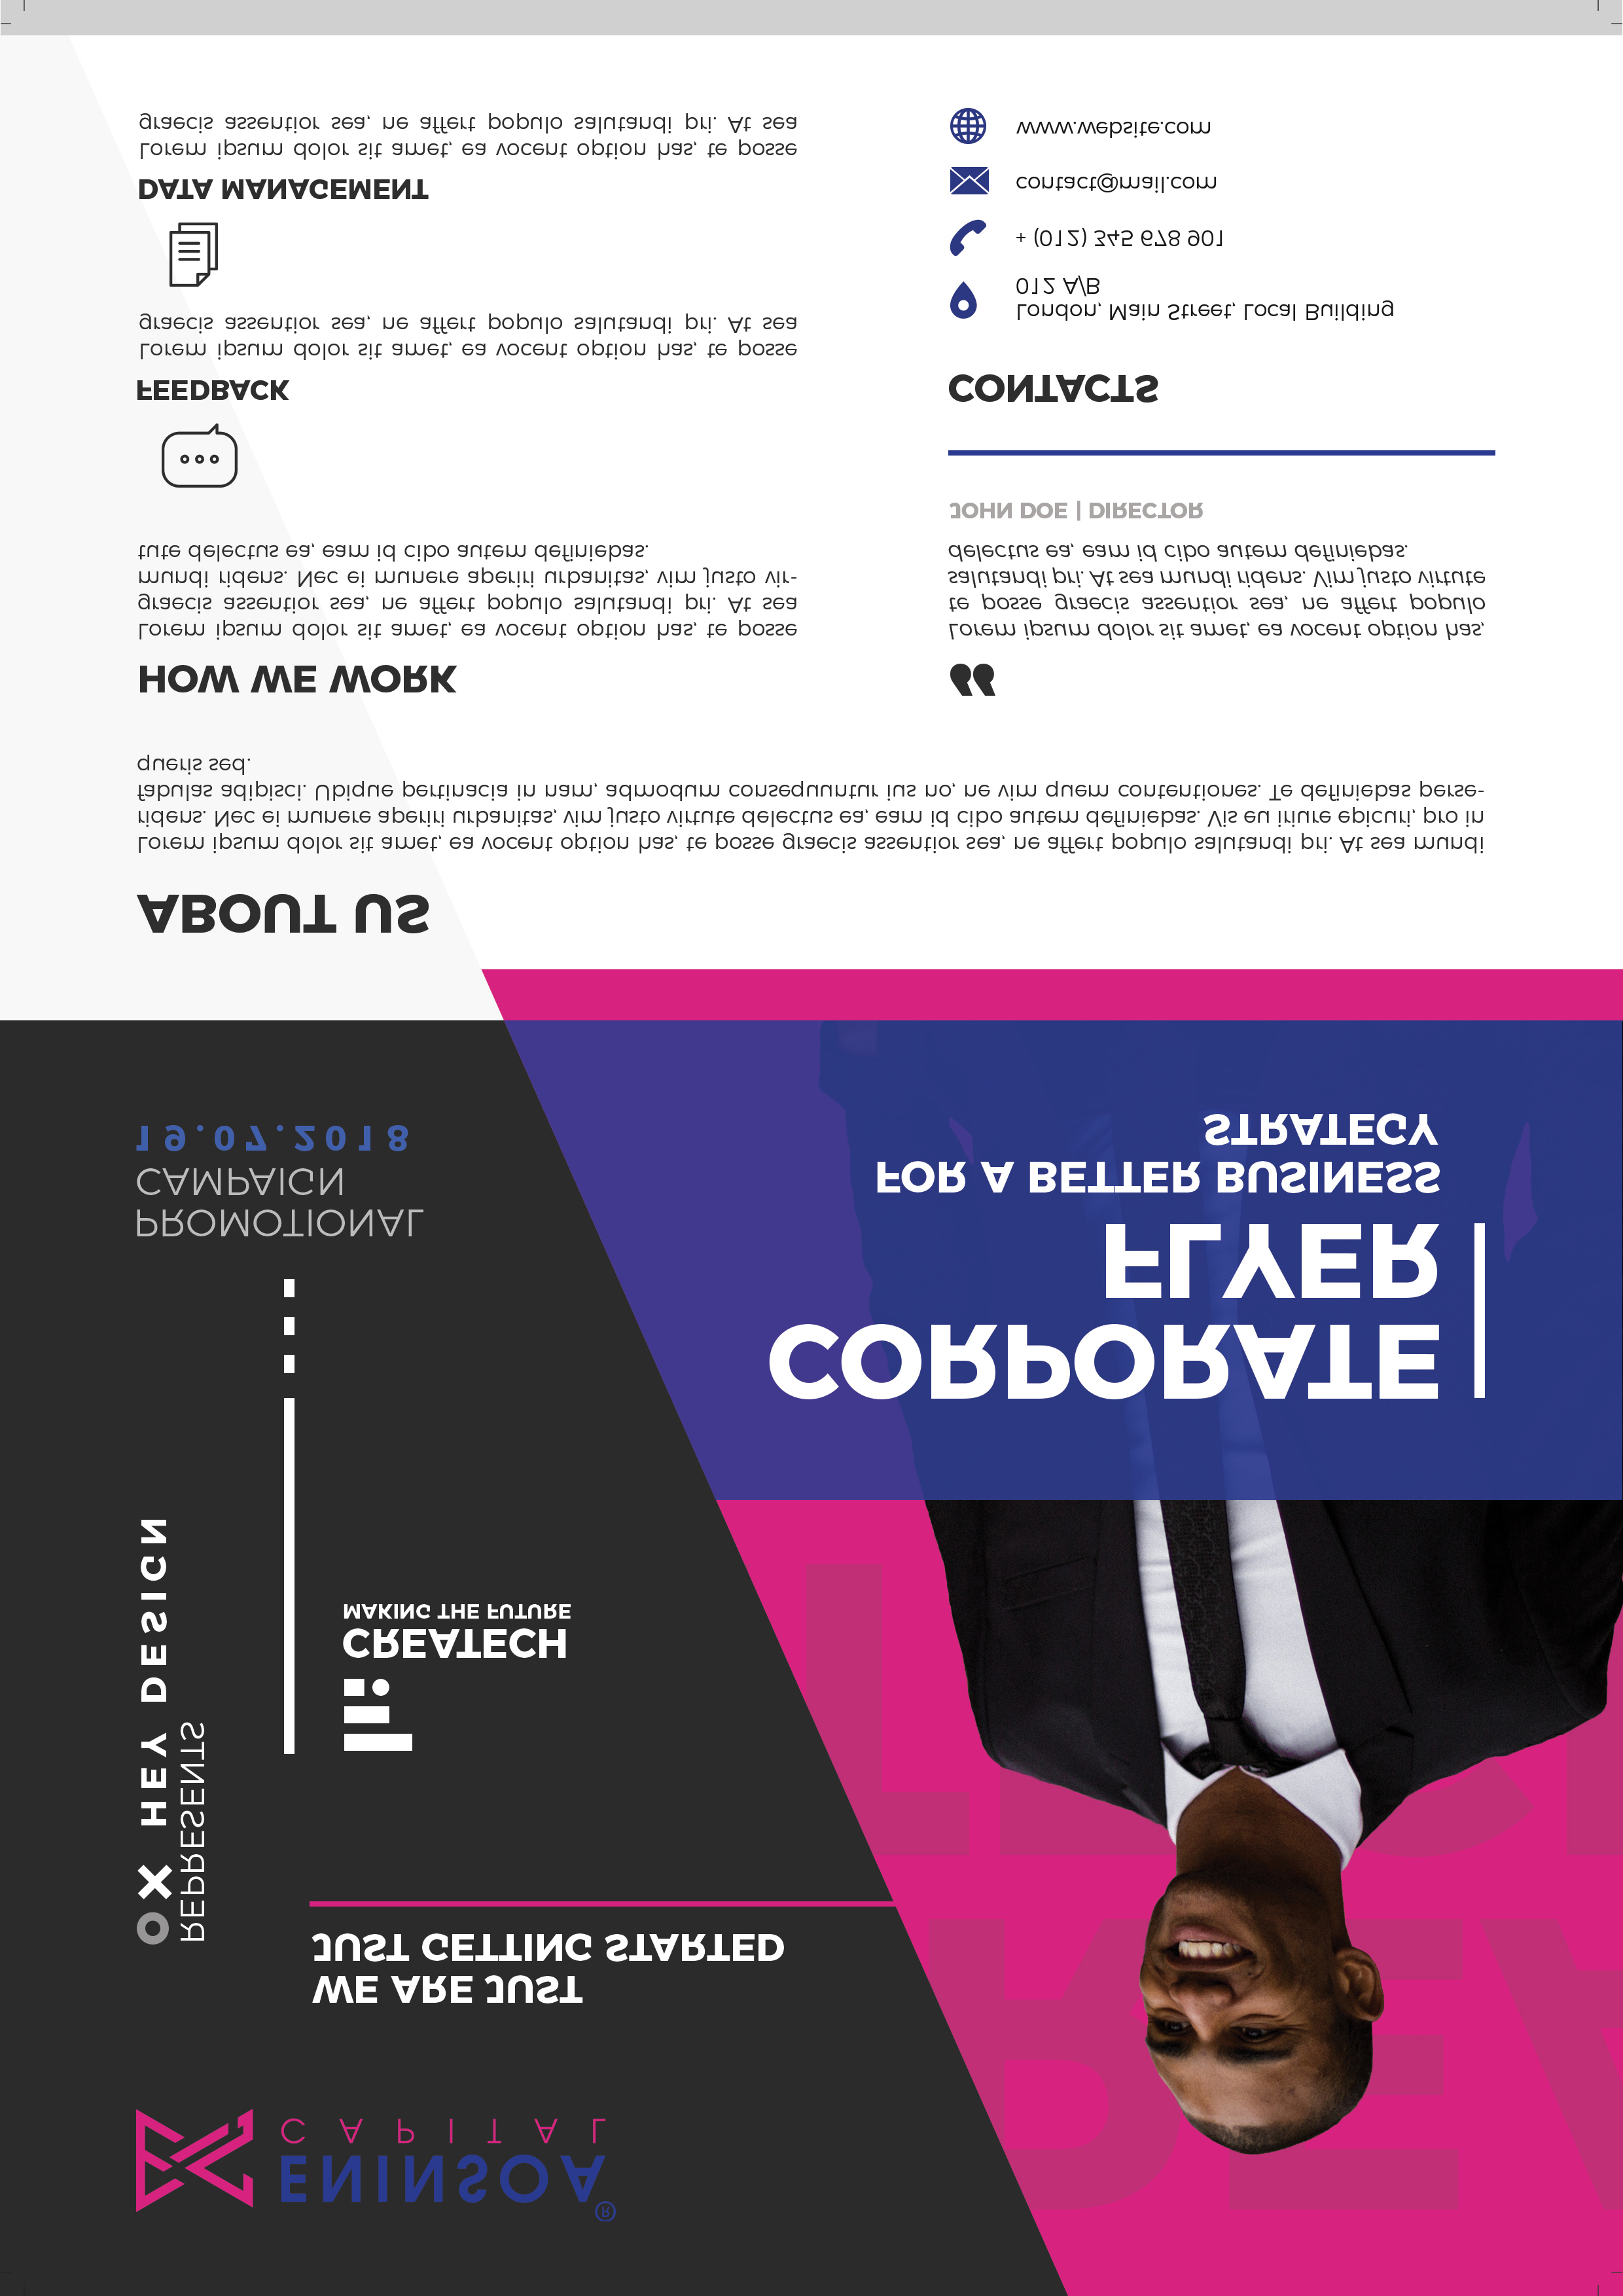 ENINSOA®
CAPITAL
WE ARE JUST
JUST GETTING STARTED
OX HEY DESIGN
REPRESENTS
CREATECH
MAKING THE FUTURE
PROMOTIONAL
CAMPAIGN
19.07.2018
CORPORATE
FLYER
FOR A BETTER BUSINESS
STRATEGY
ABOUT US
Lorem ipsum dolor sit amet, ea vocent option has, te posse graecis assentior sea, ne affert populo salutandi pri. At sea mundi
ridens. Nec ei munere aperiri urbanitas, vim justo virtute delectus ea, eam id cibo autem definiebas. Vis eu iriure epicuri, pro in
fabulas adipisci. Ubique pertinacia in nam, admodum consequuntur ius no, ne vim quem contentiones. Te definiebas perse-
queris sed.
HOW WE WORK
Lorem ipsum dolor sit amet, ea vocent option has, te posse
graecis assentior sea, ne affert populo salutandi pri. At sea
mundi ridens. Nec ei munere aperiri urbanitas, vim justo vir-
tute delectus ea, eam id cibo autem definiebas.
FEEDBACK
Lorem ipsum dolor sit amet, ea vocent option has, te posse
graecis assentior sea, ne affert populo salutandi pri. At sea
DATA MANAGEMENT
Lorem ipsum dolor sit amet, ea vocent option has, te posse
graecis assentior sea, ne affert populo salutandi pri. At sea
“
Lorem ipsum dolor sit amet, ea vocent option has,
te posse graecis assentior sea, ne affert populo
salutandi pri. At sea mundi ridens. Vim justo virtute
delectus ea, eam id cibo autem definiebas.
JOHN DOE | DIRECTOR
CONTACTS
London, Main Street, Local Building
012 A/B
+ (012) 345 678 901
contact@mail.com
www.website.com